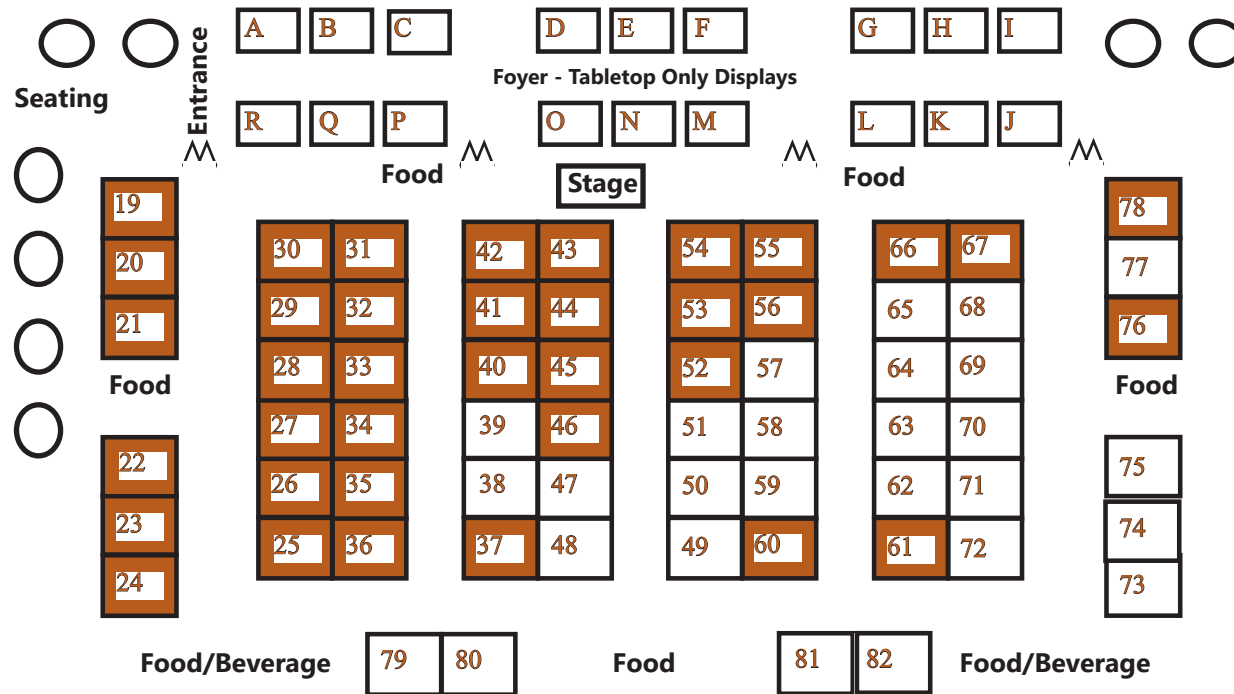 A B C D E F G H I
Entrance
Seating
Foyer - Tabletop Only Displays
R Q P O N M L K J
Food Stage Food
19 78
30 31 42 43 54 55 66 67
20 77
29 32 41 44 53 56 65 68
21 76
28 33 40 45 52 57 64 69
Food Food
27 34 39 46 51 58 63 70
22 75
26 35 38 47 50 59 62 71
23 74
25 36 37 48 49 60 61 72
24 73
Food/Beverage 79 80 Food 81 82 Food/Beverage